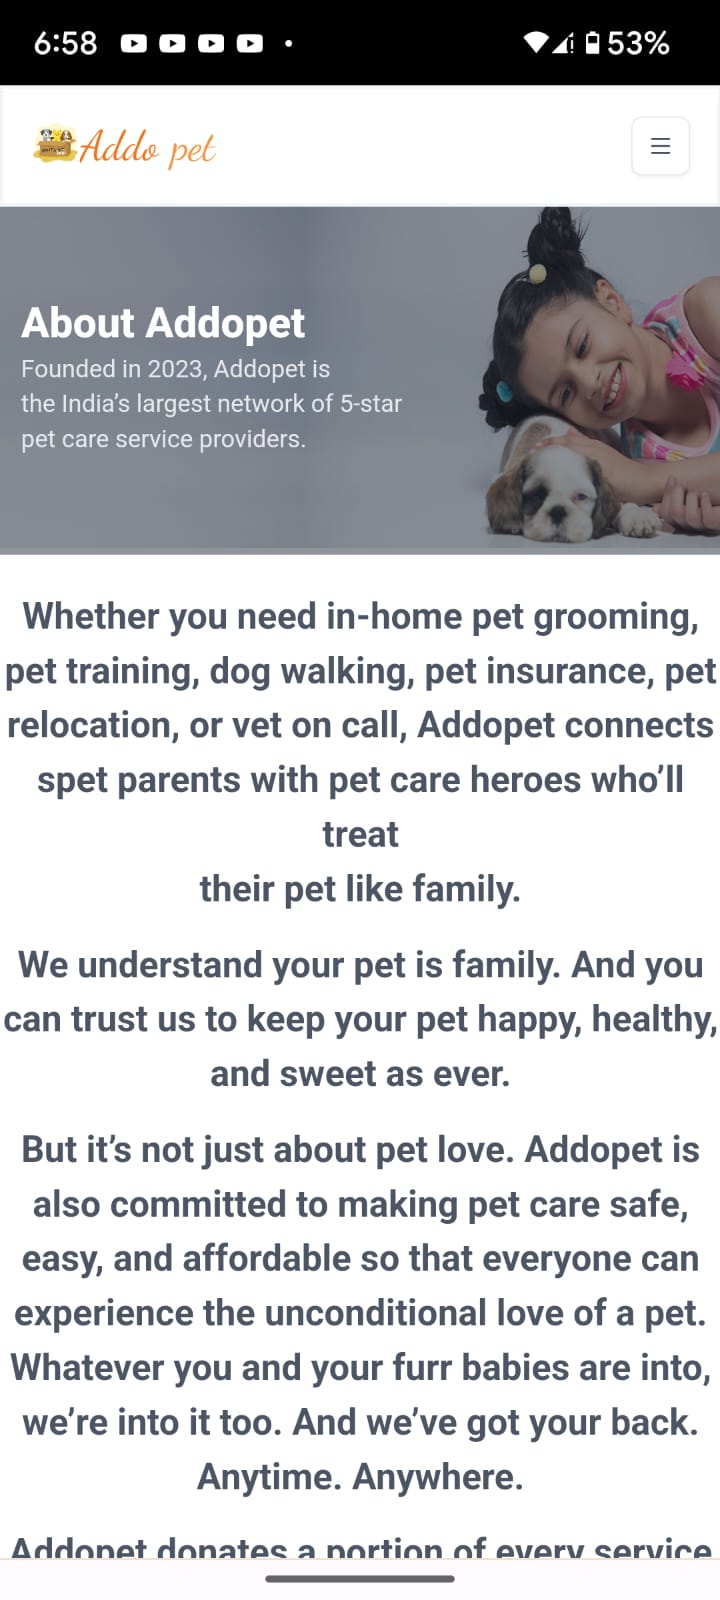 6:58
53%
Addo pet
About Addopet
Founded in 2023, Addopet is
the India’s largest network of 5-star
pet care service providers.
Whether you need in-home pet grooming,
pet training, dog walking, pet insurance, pet
relocation, or vet on call, Addopet connects
spet parents with pet care heroes who’ll
treat
their pet like family.
We understand your pet is family. And you
can trust us to keep your pet happy, healthy,
and sweet as ever.
But it’s not just about pet love. Addopet is
also committed to making pet care safe,
easy, and affordable so that everyone can
experience the unconditional love of a pet.
Whatever you and your furr babies are into,
we’re into it too. And we’ve got your back.
Anytime. Anywhere.
Addopet donates a portion of every service